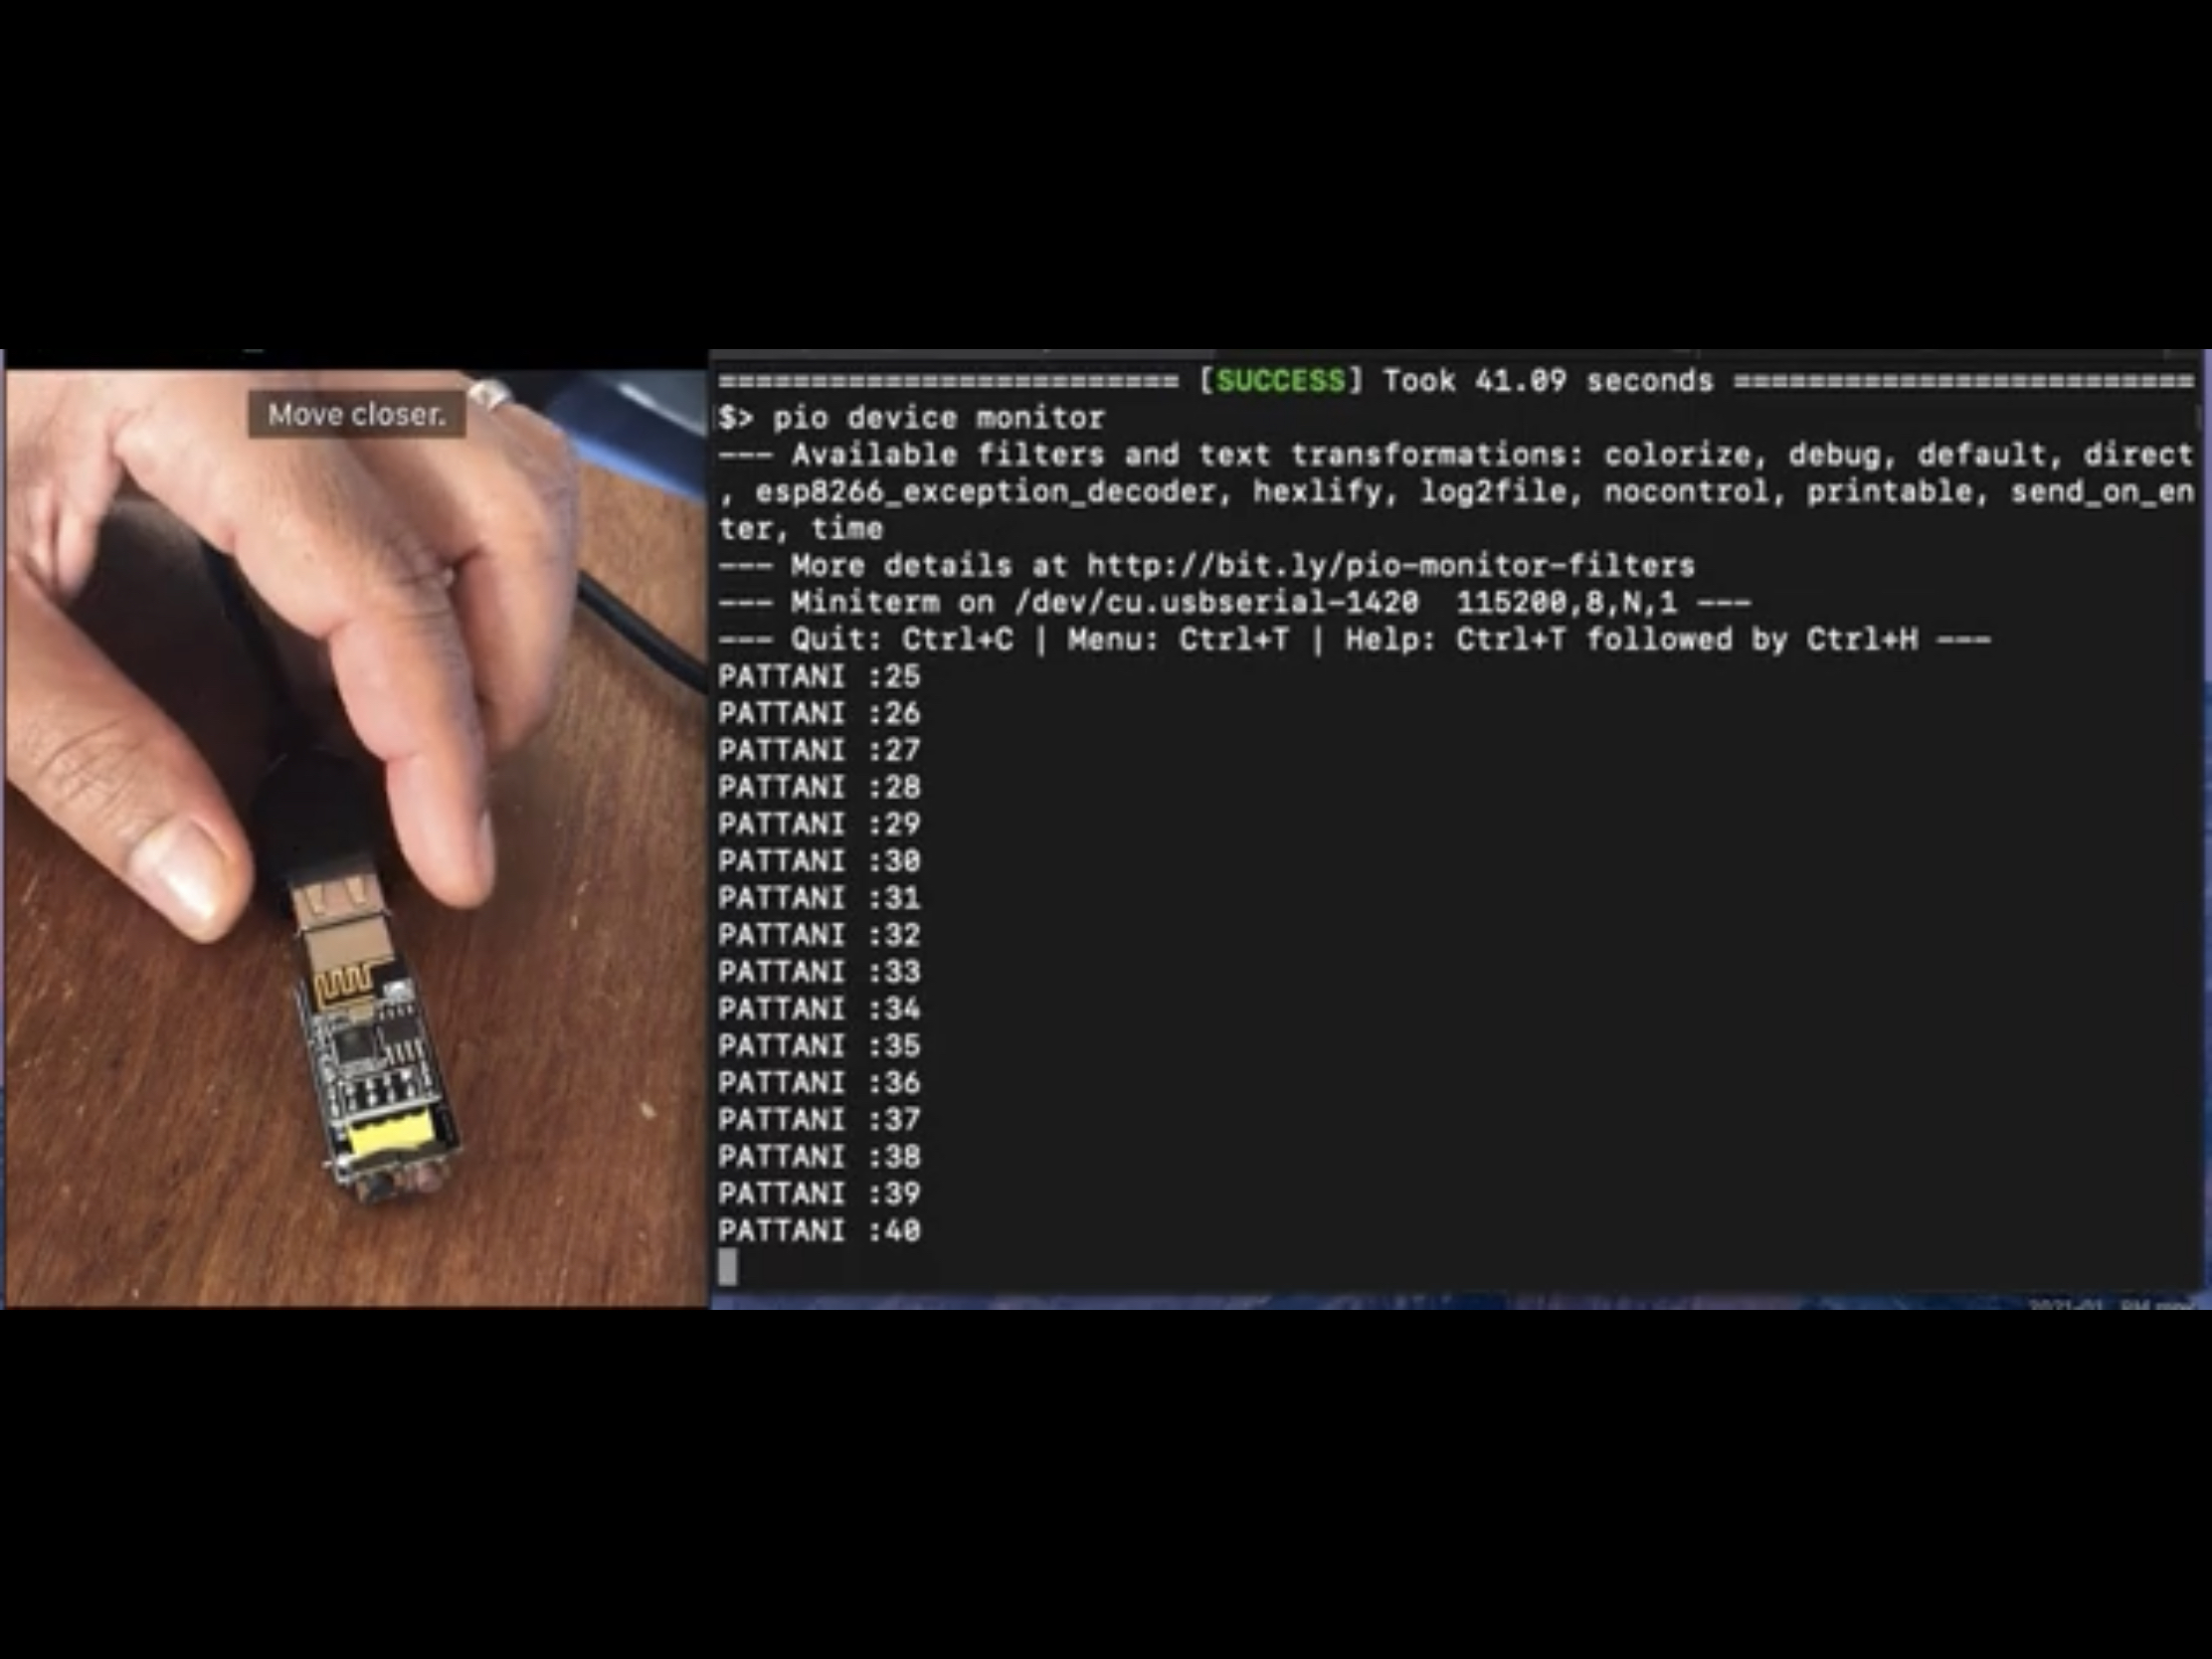 Move closer.
========================= [SUCCESS] Took 41.09 seconds =========================
$> pio device monitor
--- Available filters and text transformations: colorize, debug, default, direct
, esp8266_exception_decoder, hexlify, log2file, nocontrol, printable, send_on_en
ter, time
--- More details at http://bit.ly/pio-monitor-filters
--- Miniterm on /dev/cu.usbserial-1420  115200,8,N,1 ---
--- Quit: Ctrl+C | Menu: Ctrl+T | Help: Ctrl+T followed by Ctrl+H ---
PATTANI :25
PATTANI :26
PATTANI :27
PATTANI :28
PATTANI :29
PATTANI :30
PATTANI :31
PATTANI :32
PATTANI :33
PATTANI :34
PATTANI :35
PATTANI :36
PATTANI :37
PATTANI :38
PATTANI :39
PATTANI :40